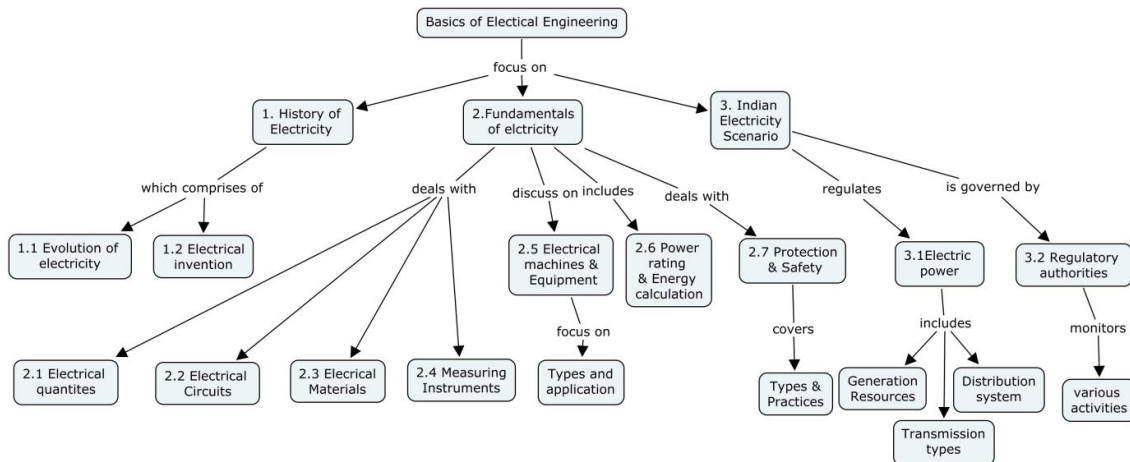 Basics of Electical Engineering
focus on
1. History of
Electricity
2.Fundamentals
of elctricity
3. Indian
Electricity
Scenario
which comprises of
deals with
discuss on
includes
deals with
regulates
is governed by
1.1 Evolution of
electricity
1.2 Electrical
invention
2.5 Electrical
machines &
Equipment
2.6 Power
rating
& Energy
calculation
2.7 Protection
& Safety
3.1Electric
power
3.2 Regulatory
authorities
focus on
covers
includes
monitors
2.1 Electrical
quantites
2.2 Electrical
Circuits
2.3 Elecrical
Materials
2.4 Measuring
Instruments
Types and
application
Types &
Practices
Generation
Resources
Distribution
system
various
activities
Transmission
types